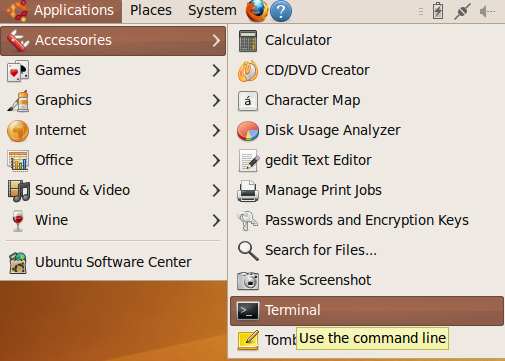 Applications Places System
Accessories
Games
Graphics
Internet
Office
Sound & Video
Wine
Ubuntu Software Center
Calculator
CD/DVD Creator
á Character Map
Disk Usage Analyzer
gedit Text Editor
Manage Print Jobs
Passwords and Encryption Keys
Search for Files...
Take Screenshot
>_ Terminal
Tomb
Use the command line